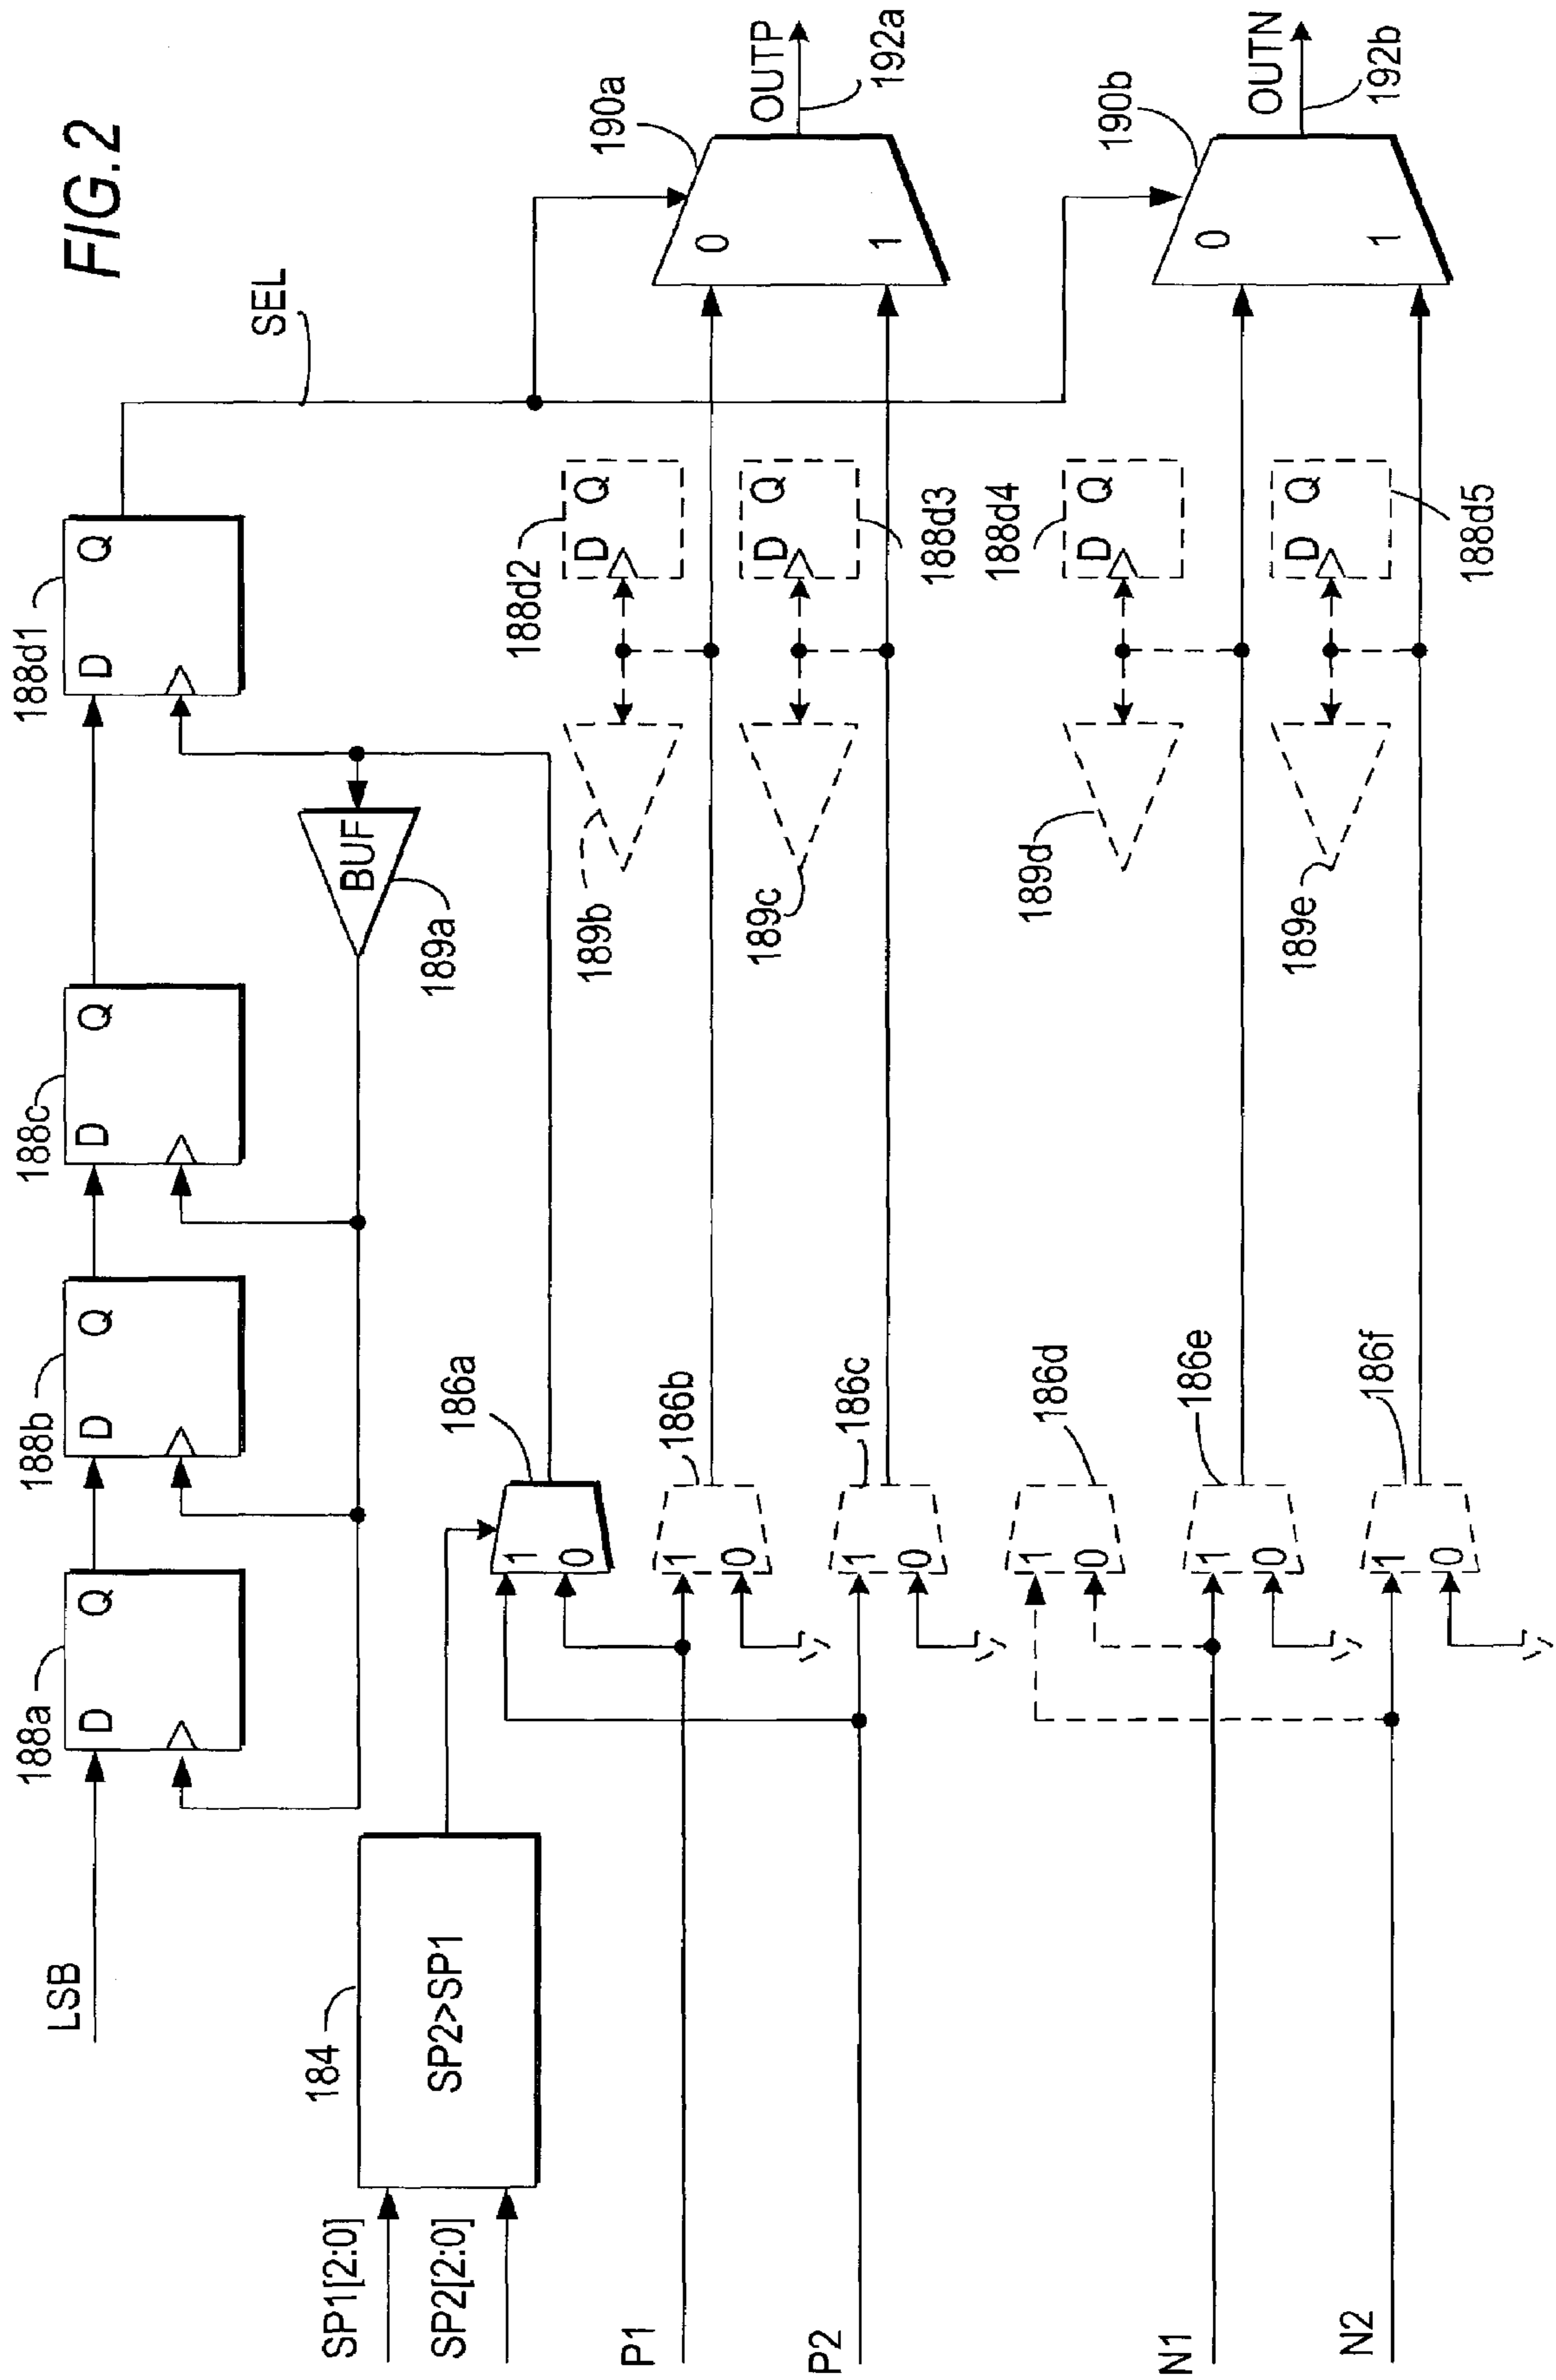 FIG.2
188a
188b
188c
188d1
LSB
D Q
D Q
D Q
D Q
SEL
BUF
189a
184
SP2>SP1
SP1[2:0]
SP2[2:0]
186a
1
0
188d2
D Q
189b
190a
0
1
OUTP
192a
P1
186b
1
0
188d3
D Q
189c
P2
186c
1
0
188d4
D Q
189d
186d
1
0
190b
0
1
OUTN
192b
N1
186e
1
0
188d5
D Q
189e
N2
186f
1
0